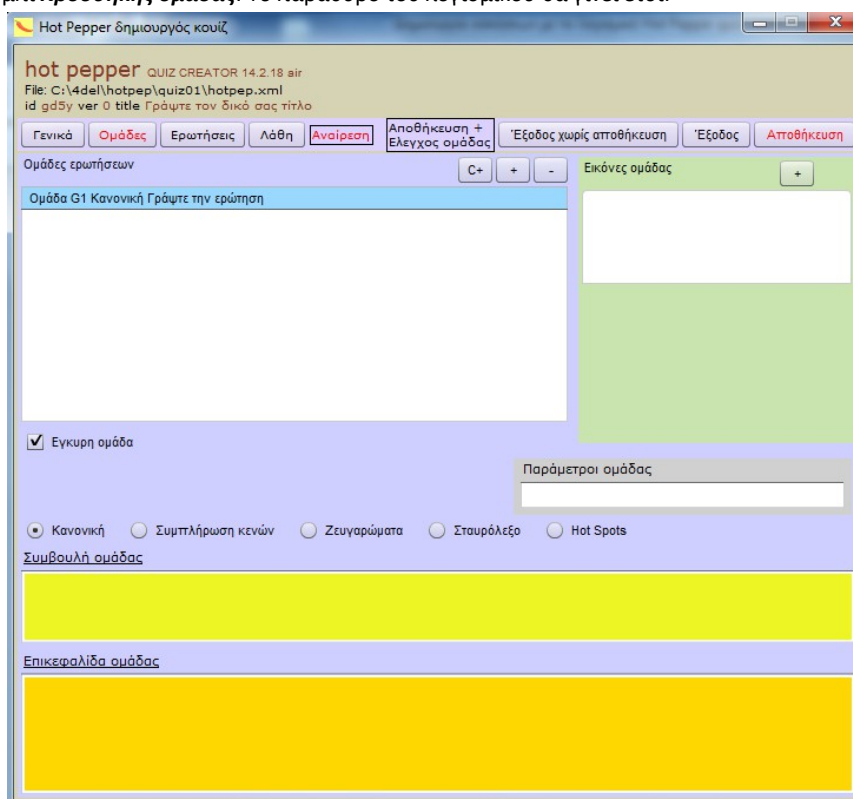 Hot Pepper δημιουργός κουίζ
hot pepper QUIZ CREATOR 14.2.18 air
File: C:\4del\hotpep\quiz01\hotpep.xml
id gd5y ver 0 title Γράψτε τον δικό σας τίτλο
Γενικά Ομάδες Ερωτήσεις Λάθη Αναίρεση Αποθήκευση + Ελεγχος ομάδας Έξοδος χωρίς αποθήκευση Έξοδος Αποθήκευση
Ομάδες ερωτήσεων C+ + - Εικόνες ομάδας +
Ομάδα G1 Κανονική Γράψτε την ερώτηση
Εγκυρη ομάδα
Παράμετροι ομάδας
Κανονική Συμπλήρωση κενών Ζευγαρώματα Σταυρόλεξο Hot Spots
Συμβουλή ομάδας
Επικεφαλίδα ομάδας